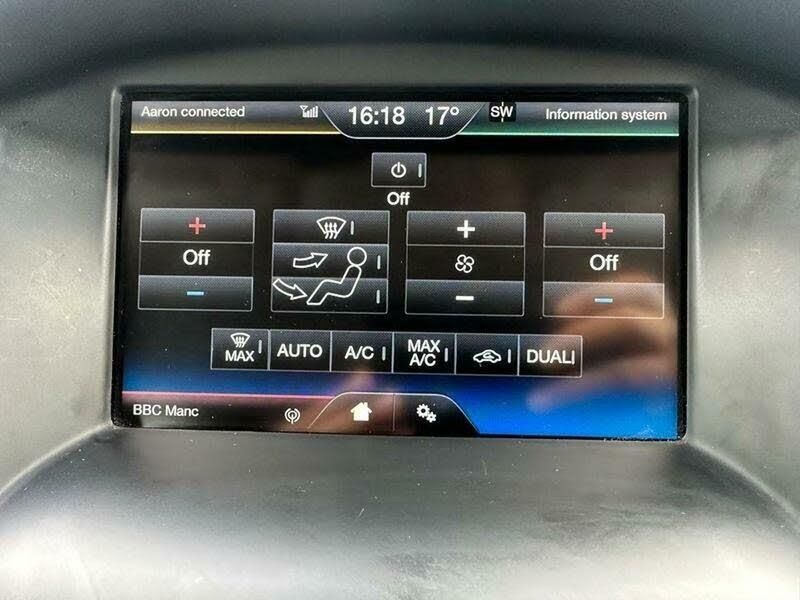 Aaron connected
16:18 17°
SW
Information system
Off
Off
Off
MAX
AUTO
A/C
MAX
A/C
DUAL
BBC Manc